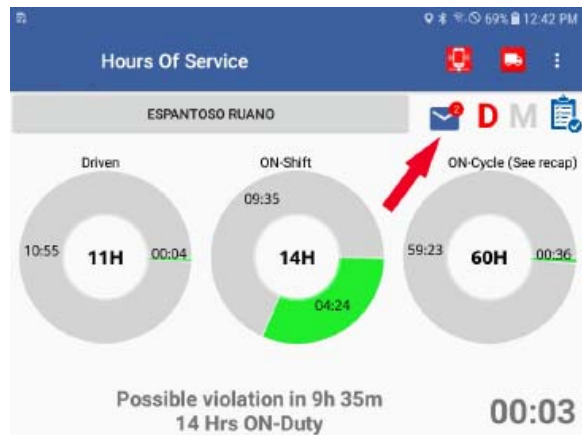 69% 12:42 PM
Hours Of Service
ESPANTOSO RUANO
2
D M
Driven
ON-Shift
ON-Cycle (See recap)
10:55
11H
00:04
09:35
14H
04:24
59:23
60H
00:36
Possible violation in 9h 35m
14 Hrs ON-Duty
00:03